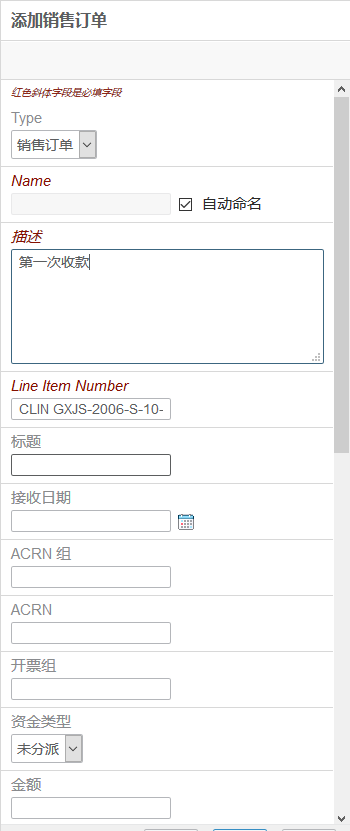 添加销售订单
红色斜体字段是必填字段
Type
销售订单
Name
自动命名
描述
第一次收款
Line Item Number
CLIN GXJS-2006-S-10-
标题
接收日期
ACRN 组
ACRN
开票组
资金类型
未分派
金额